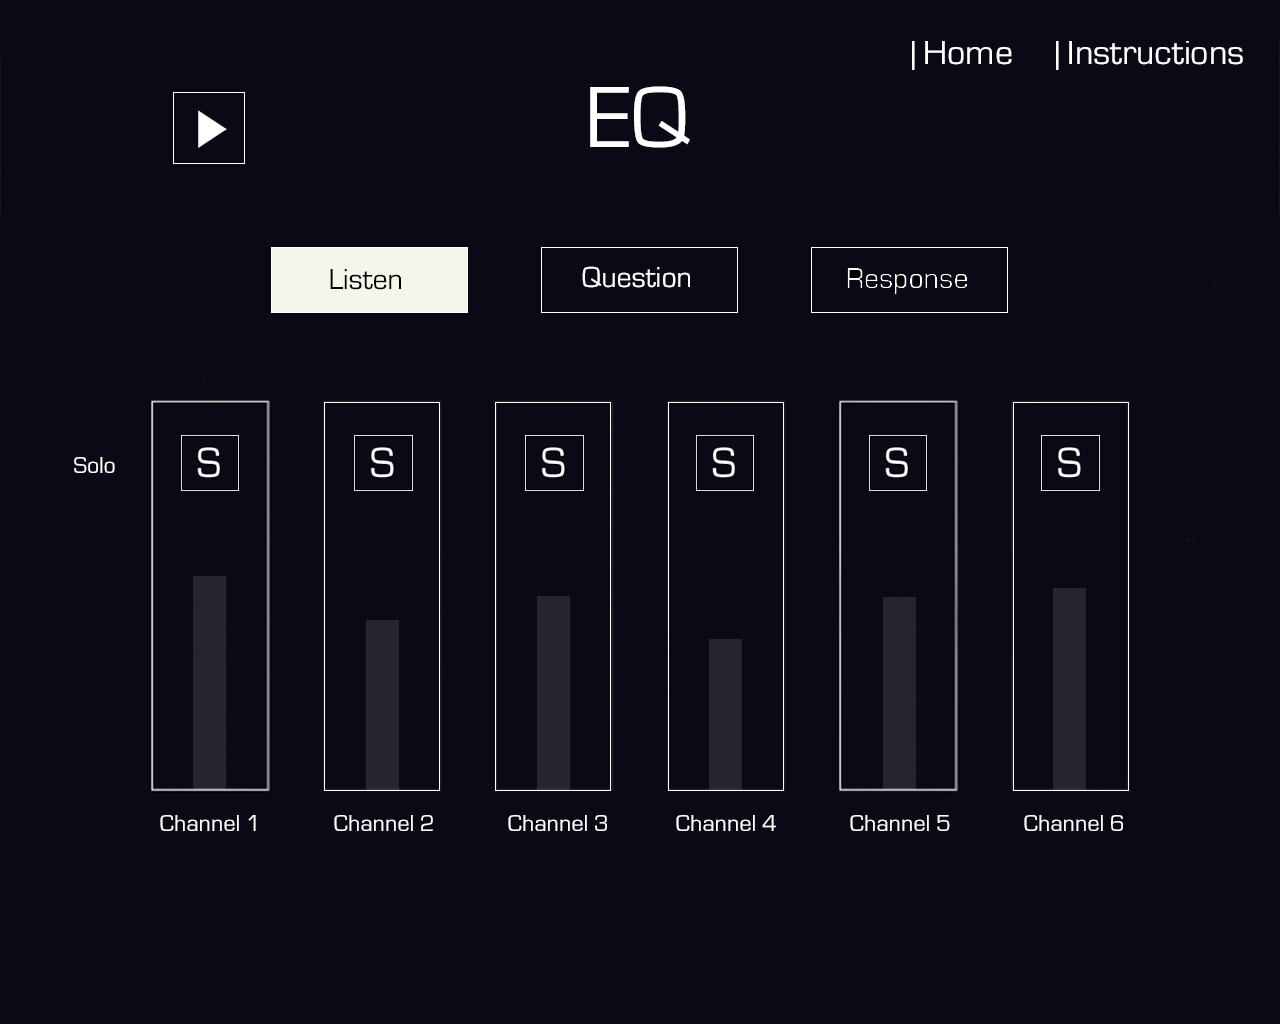 |Home |Instructions
EQ
Listen Question Response
Solo S S S S S S
Channel 1 Channel 2 Channel 3 Channel 4 Channel 5 Channel 6